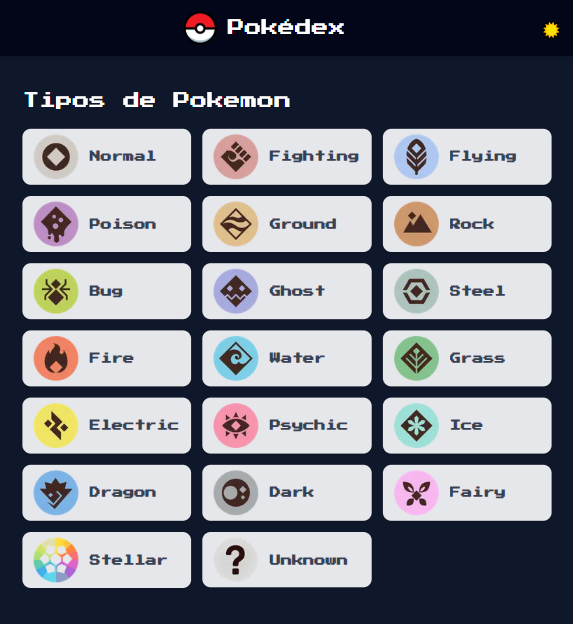 Pokédex
Tipos de Pokemon
Normal
Fighting
Flying
Poison
Ground
Rock
Bug
Ghost
Steel
Fire
Water
Grass
Electric
Psychic
Ice
Dragon
Dark
Fairy
Stellar
? Unknown